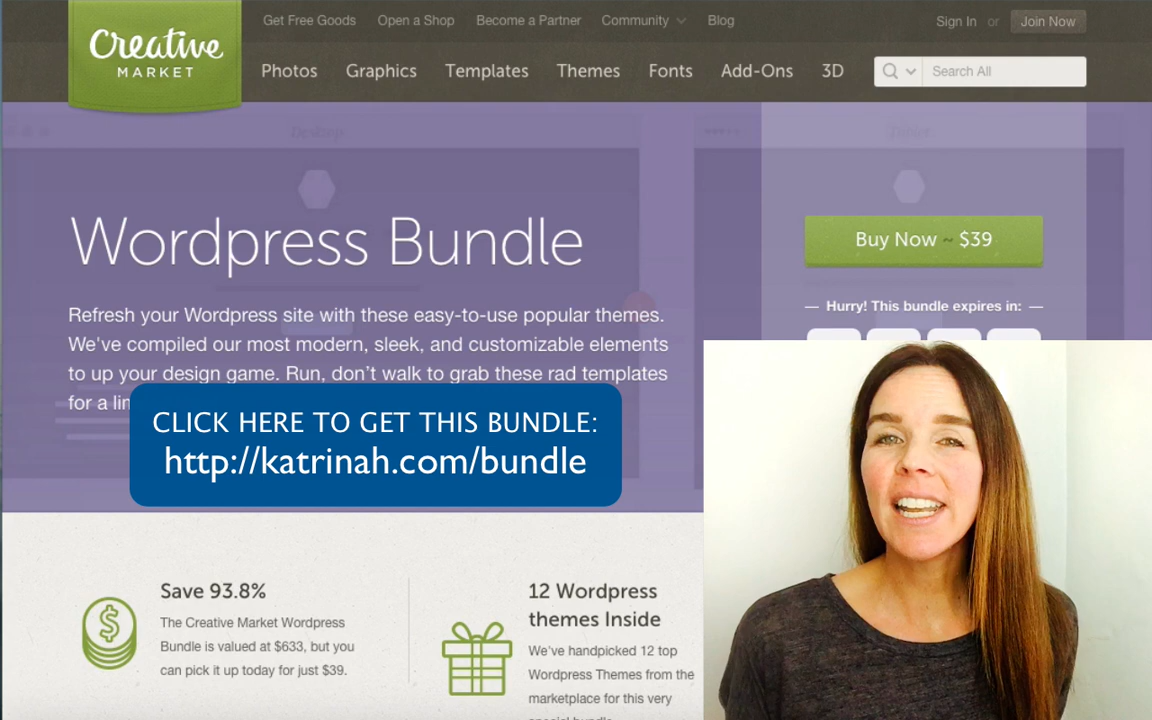 Creative
MARKET
Get Free Goods Open a Shop Become a Partner Community Blog
Sign In or Join Now
Photos Graphics Templates Themes Fonts Add-Ons 3D
Search All
Desktop
Wordpress Bundle
Refresh your Wordpress site with these easy-to-use popular themes.
We've compiled our most modern, sleek, and customizable elements
to up your design game. Run, don't walk to grab these rad templates
for a
Buy Now ~ $39
— Hurry! This bundle expires in: —
CLICK HERE TO GET THIS BUNDLE:
http://katrinah.com/bundle
Save 93.8%
The Creative Market Wordpress
Bundle is valued at $633, but you
can pick it up today for just $39.
12 Wordpress
themes Inside
We've handpicked 12 top
Wordpress Themes from the
marketplace for this very
special bundle